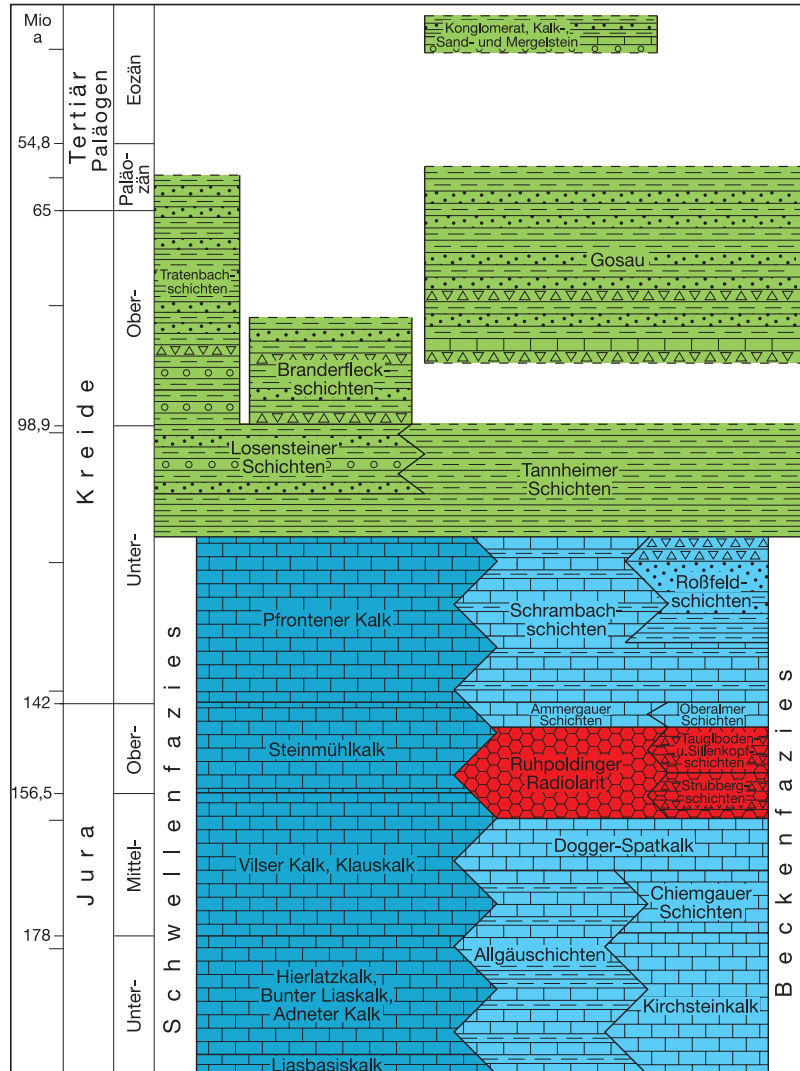 Mio
a
Tertiär
Paläogen
Eozän
54,8
Paläo-
zän
65
Kreide
Ober-
98,9
Unter-
142
Jura
Ober-
156,5
Mittel-
178
Unter-
Schwellenfazies
Beckenfazies
Konglomerat, Kalk-,
Sand- und Mergelstein
Tratenbach-
schichten
Gosau
Branderfleck-
schichten
Losensteiner
Schichten
Tannheimer
Schichten
Pfrontener Kalk
Schrambach-
schichten
Roßfeld-
schichten
Ammergauer
Schichten
Oberalmer
Schichten
Steinmühlkalk
Ruhpoldinger
Radiolarit
Tauglboden-
u.Sillenkopf-
schichten
Strubberg-
schichten
Vilser Kalk, Klauskalk
Dogger-Spatkalk
Chiemgauer
Schichten
Allgäuschichten
Hierlatzkalk,
Bunter Liaskalk,
Adneter Kalk
Kirchsteinkalk
Liasbasiskalk